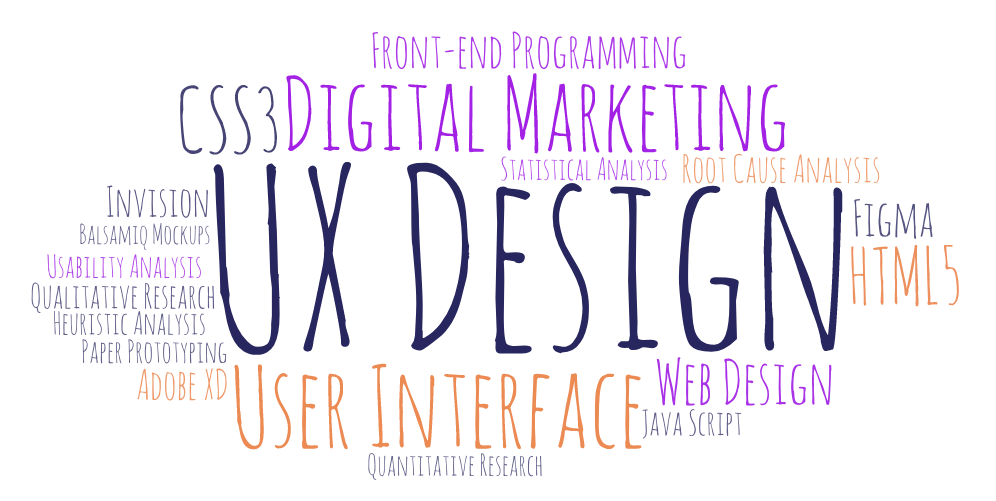 Front-end Programming
CSS3 Digital Marketing
Statistical Analysis Root Cause Analysis
UX Design
Invision
Balsamiq Mockups
Usability Analysis
Qualitative Research
Heuristic Analysis
Paper Prototyping
Adobe XD
Figma
HTML5
User Interface
Web Design
Java Script
Quantitative Research